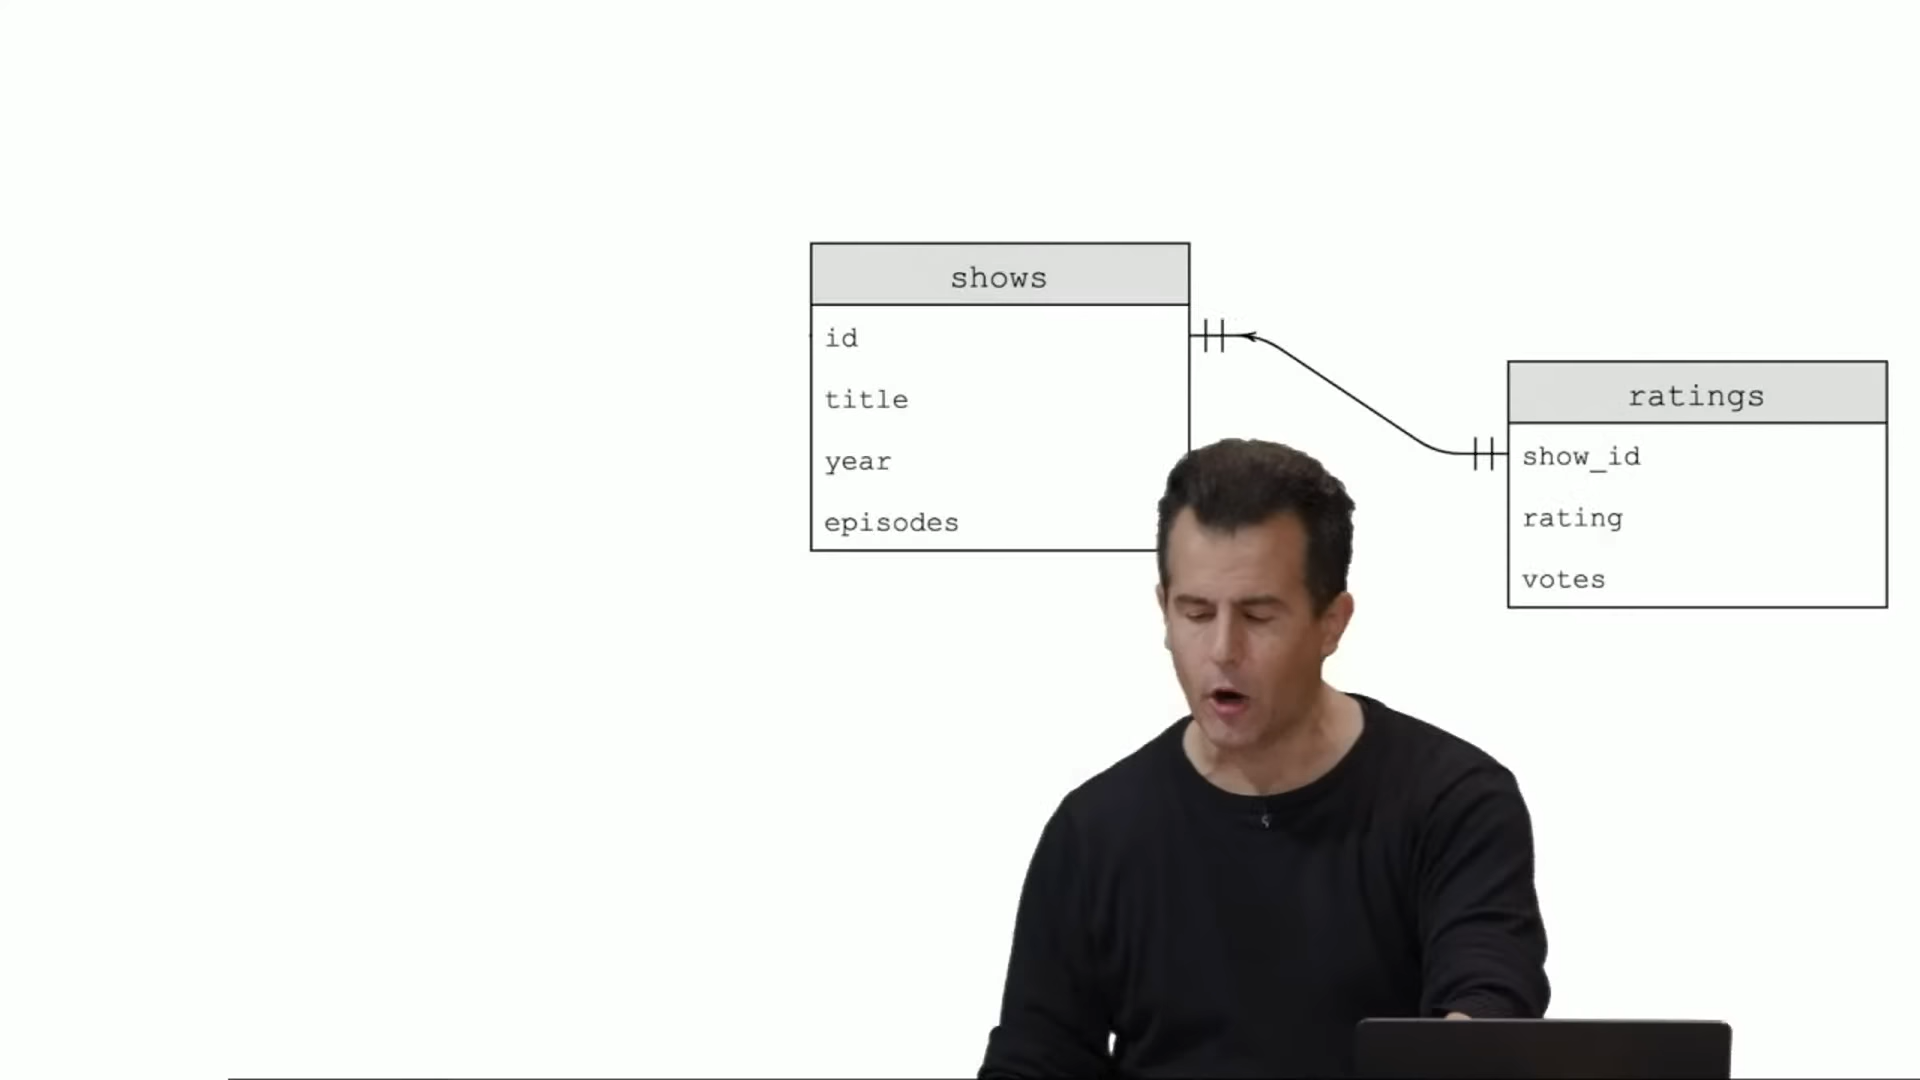 shows
id
title
year
episodes
ratings
show_id
rating
votes